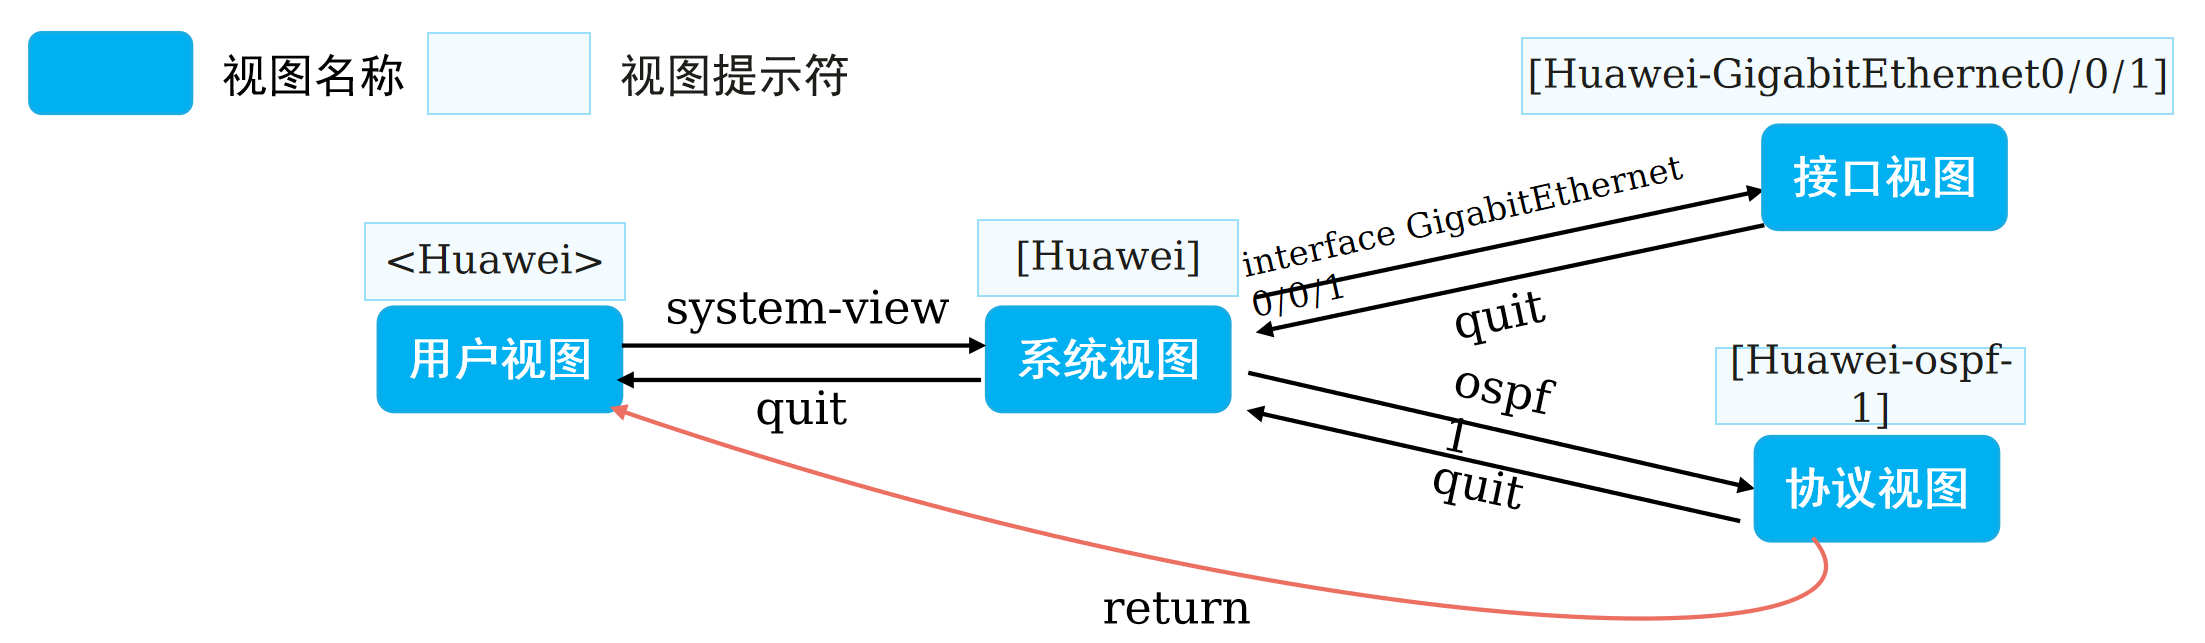 视图名称
视图提示符
[Huawei-GigabitEthernet0/0/1]
接口视图
<Huawei>
[Huawei]
interface GigabitEthernet
0/0/1
system-view
quit
用户视图
系统视图
quit
ospf
1
[Huawei-ospf-
1]
quit
协议视图
return